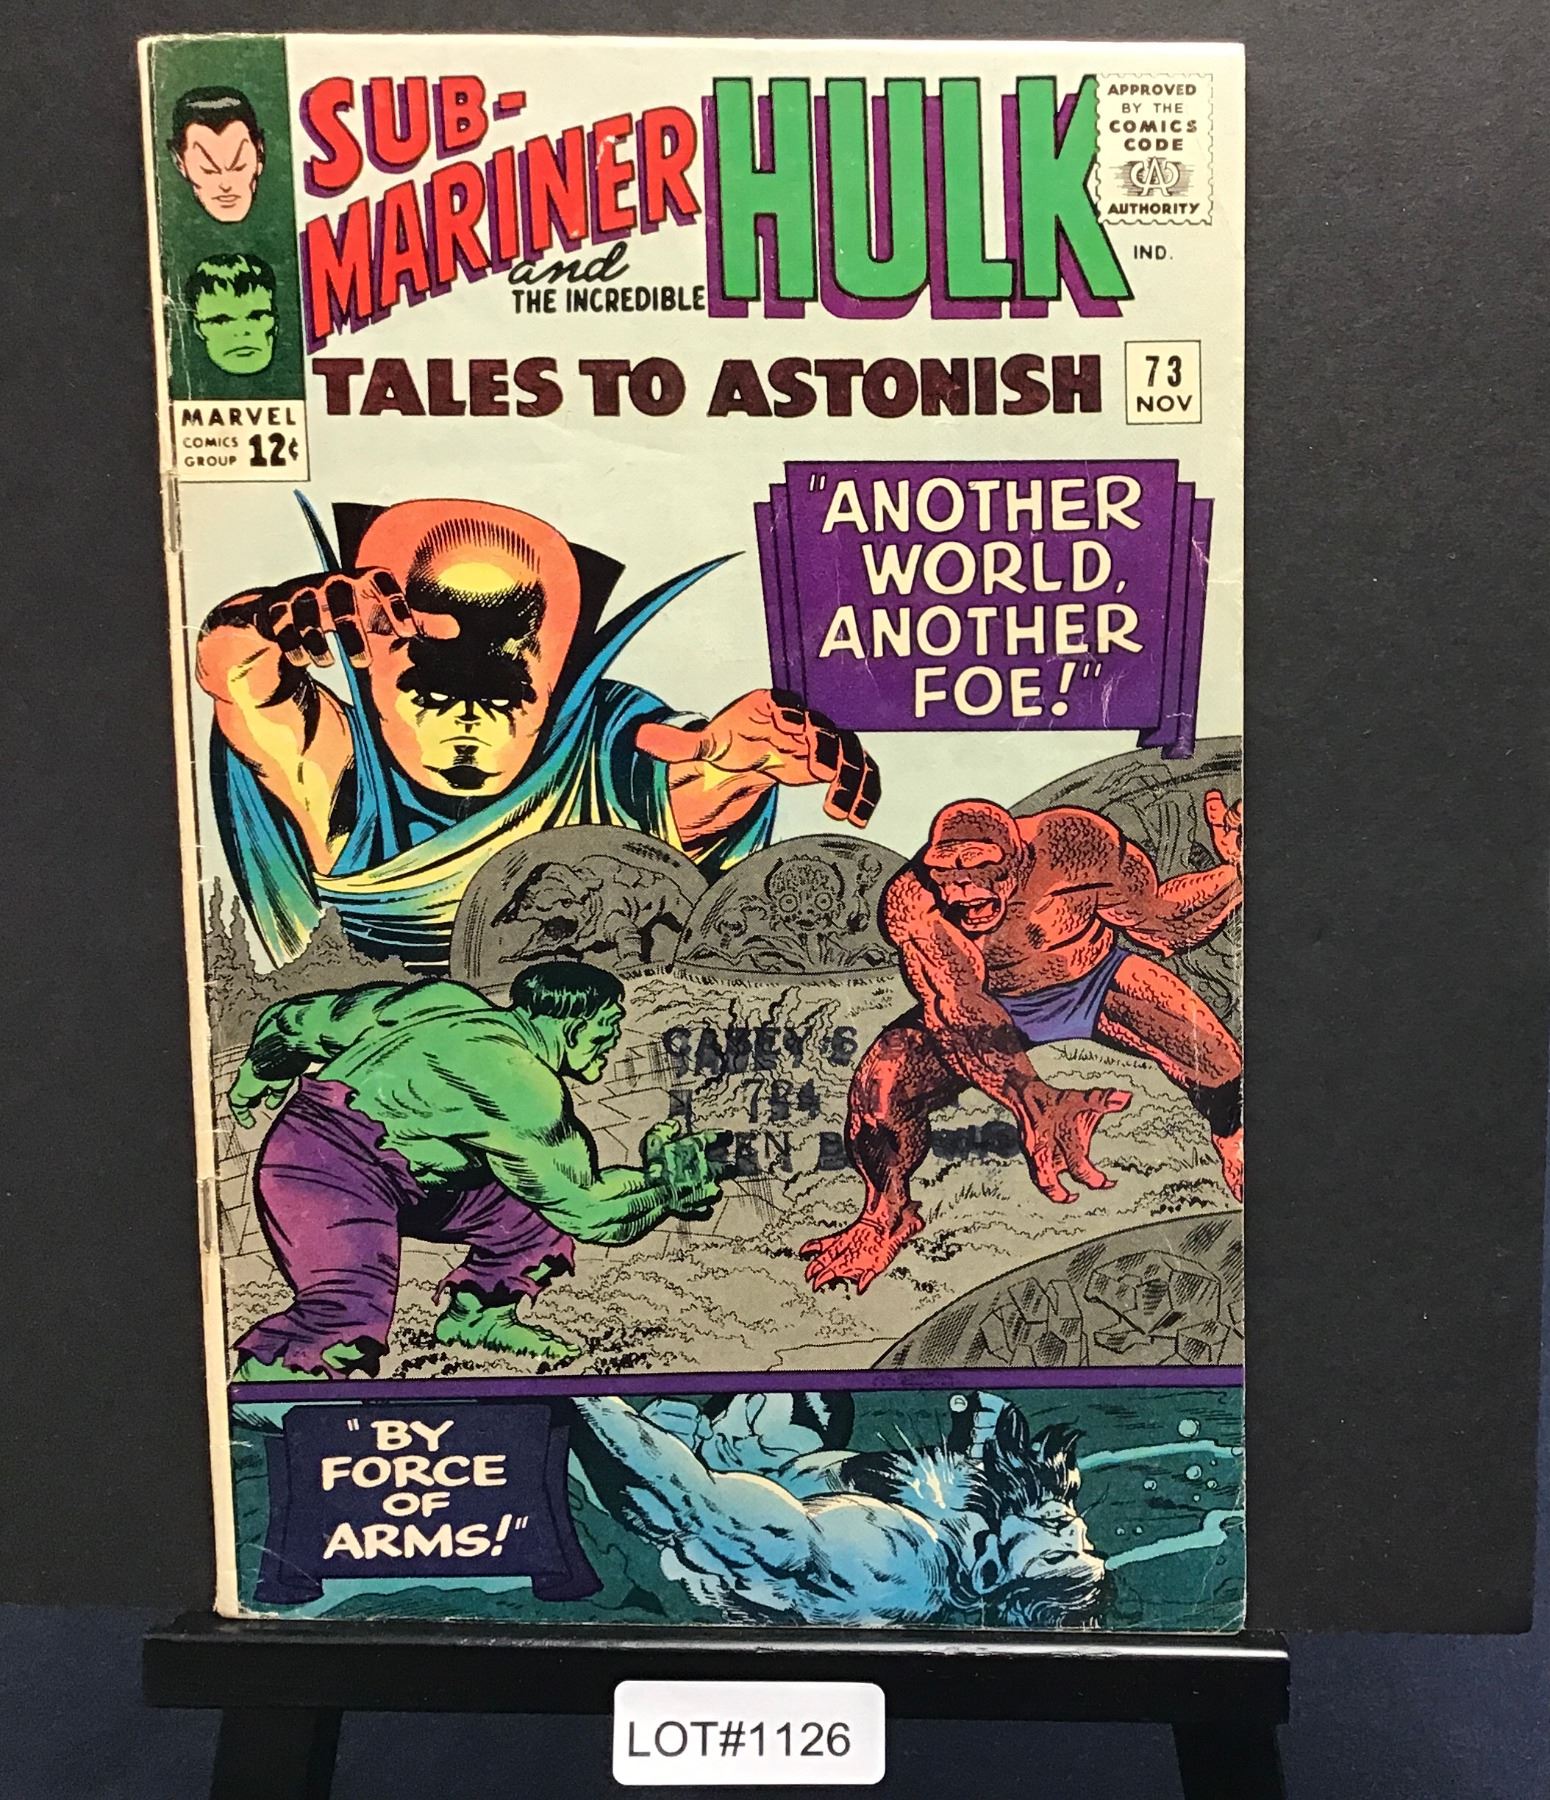 SUB-
MARINER
and
THE INCREDIBLE
HULK
APPROVED
BY THE
COMICS
CODE
AUTHORITY
IND.
TALES TO ASTONISH
73
NOV
MARVEL
COMICS
GROUP 12¢
"ANOTHER
WORLD,
ANOTHER
FOE!"
784
"BY
FORCE
OF
ARMS!"
LOT#1126